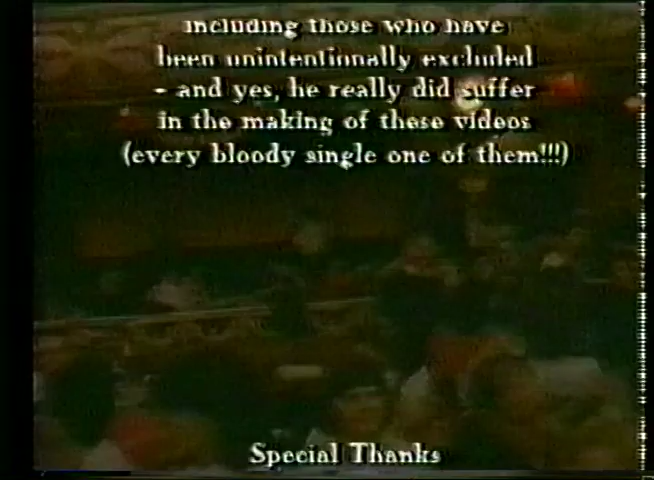 including those who have
been unintentionally excluded
- and yes, he really did suffer
in the making of these videos
(every bloody single one of them!!!)
Special Thanks